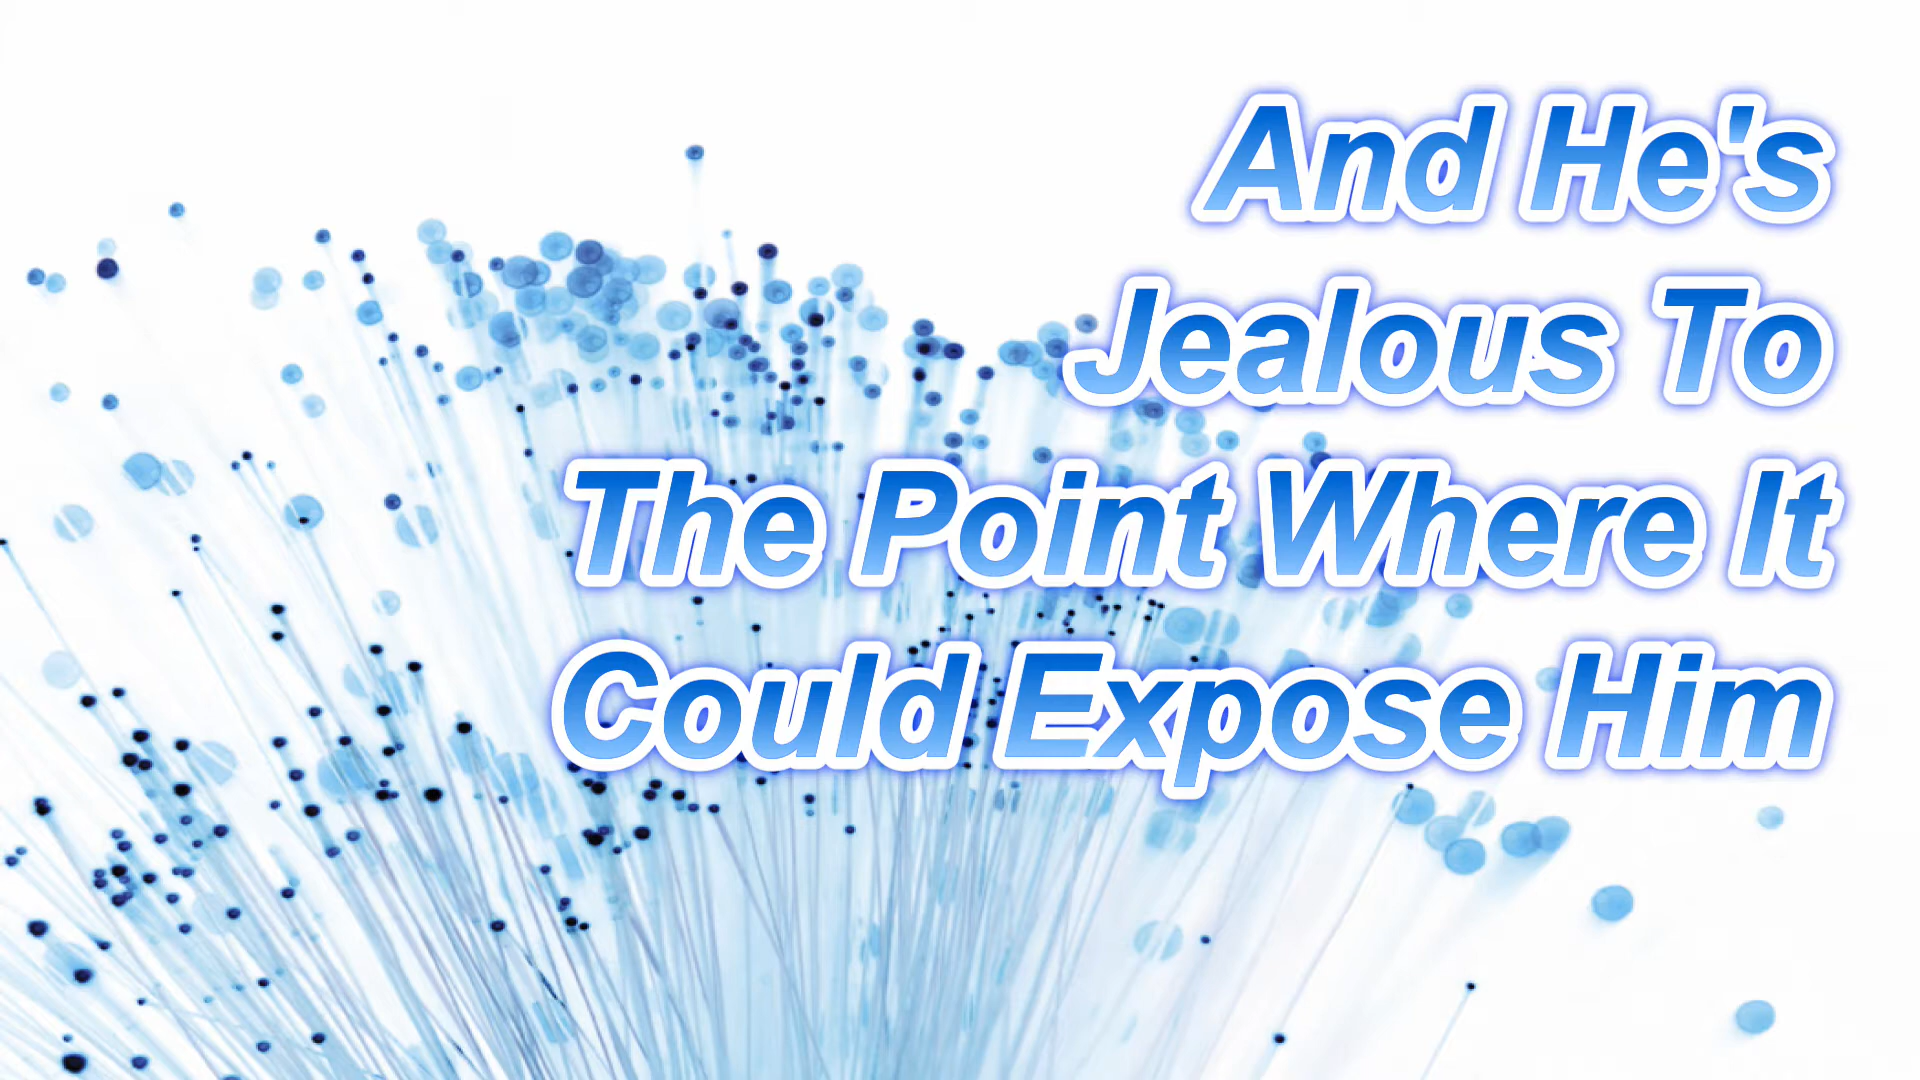 And He's
Jealous To
The Point Where It
Could Expose Him